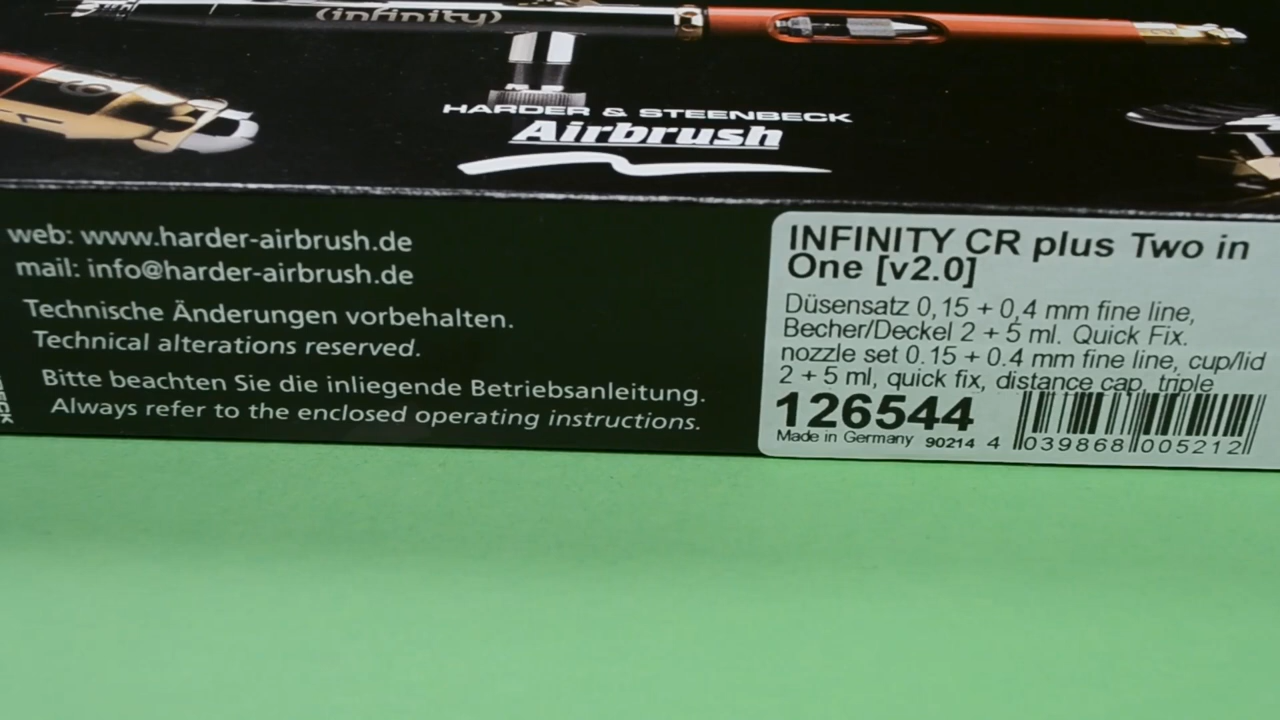 (infinity)
HARDER & STEENBECK
Airbrush
web: www.harder-airbrush.de
mail: info@harder-airbrush.de
Technische Änderungen vorbehalten.
Technical alterations reserved.
Bitte beachten Sie die inliegende Betriebsanleitung.
Always refer to the enclosed operating instructions.
INFINITY CR plus Two in
One [v2.0]
Düsensatz 0,15 + 0,4 mm fine line,
Becher/Deckel 2 + 5 ml. Quick Fix.
nozzle set 0.15 + 0.4 mm fine line, cup/lid
2 + 5 ml, quick fix, distance cap, triple
126544
Made in Germany 90214 4 039868 005212